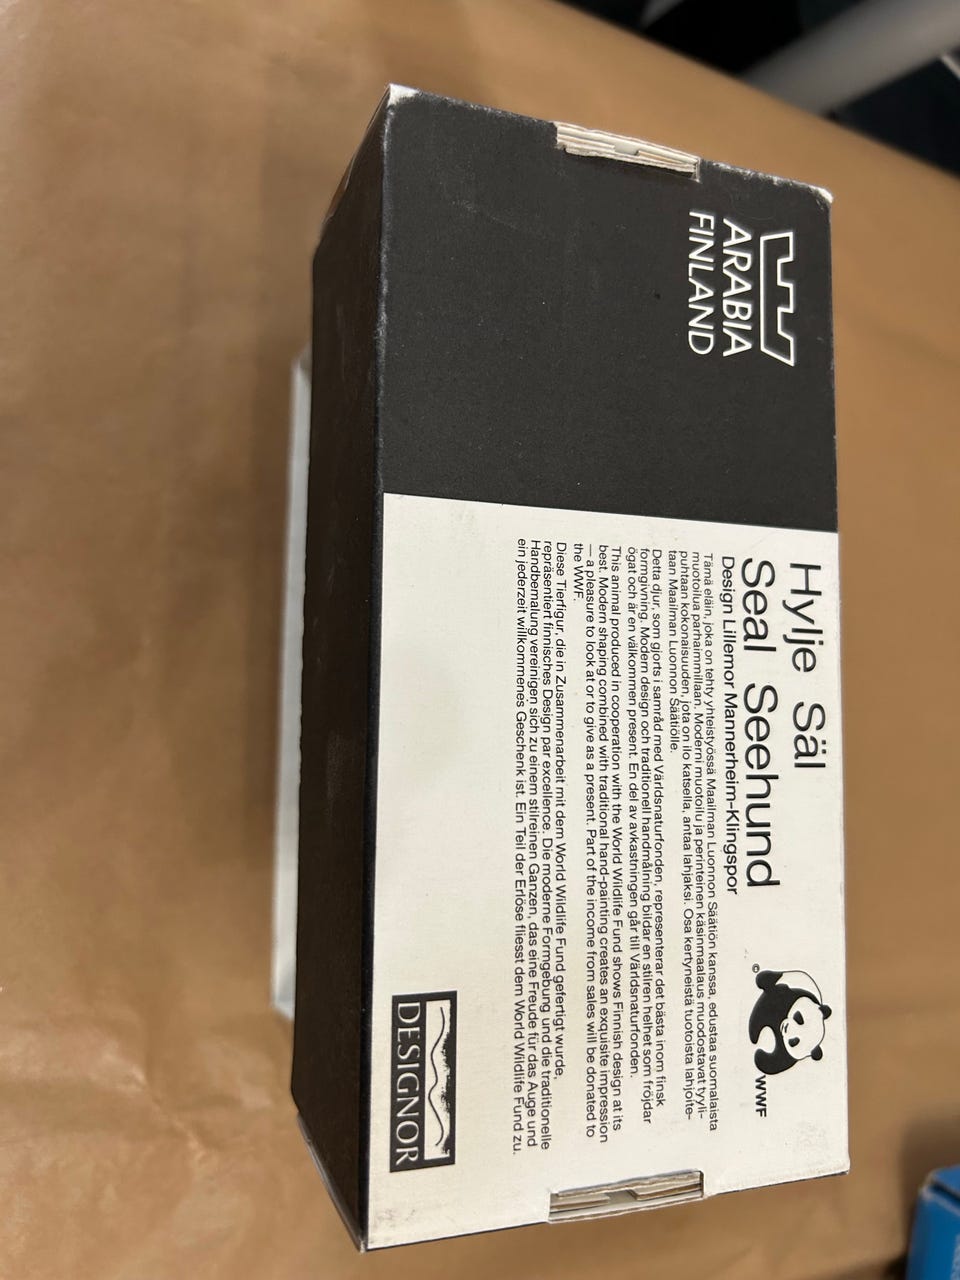 ARABIA
FINLAND
Hylje Säl
Seal Seehund
Design Lillemor Mannerheim-Klingspor
Tämä eläin, joka on tehty yhteistyössä Maailman Luonnon Säätiön kanssa, edustaa suomalaista
muotoilua parhaimmillaan. Moderni muotoilu ja perinteinen käsinmaalaus muodostavat tyyli-
puhtaan kokonaisuuden, jota on ilo katsella, antaa lahjaksi. Osa kertyneistä tuotoista lahjoite-
taan Maailman Luonnon Säätiölle.
Detta djur, som gjorts i samråd med Världsnaturfonden, representerar det bästa inom finsk
formgivning. Modern design och traditionell handmålning bildar en stilren helhet som fröjdar
ögat och är en välkommen present. En del av avkastningen går till Världsnaturfonden.
This animal produced in cooperation with the World Wildlife Fund shows Finnish design at its
best. Modern shaping combined with traditional hand-painting creates an exquisite impression
— a pleasure to look at or to give as a present. Part of the income from sales will be donated to
the WWF.
Diese Tierfigur, die in Zusammenarbeit mit dem World Wildlife Fund gefertigt wurde,
repräsentiert finnisches Design par excellence. Die moderne Formgebung und die traditionelle
Handbemalung vereinigen sich zu einem stilreinen Ganzen, das eine Freude für das Auge und
ein jederzeit willkommenes Geschenk ist. Ein Teil der Erlöse fliesst dem World Wildlife Fund zu.
© WWF
DESIGNOR